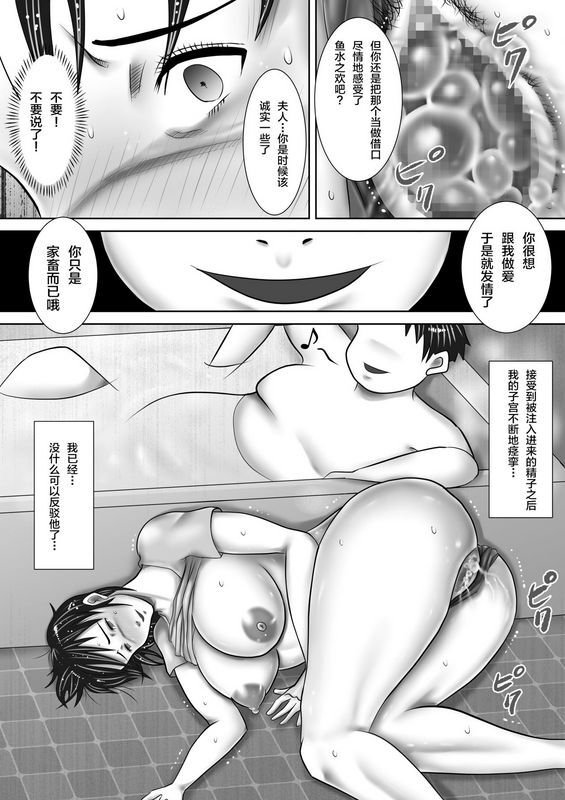 但你还是把那个当做借口
尽情地感受了
鱼水之欢吧？
夫人…你是时候该
诚实一些了
不要！
不要说了！
ピク
ピク
你很想
跟我做爱
于是就发情了
你只是
家畜而已哦
接受到被注入进来的精子之后
我的子宫不断地痉挛…
我已经…
没什么可以反驳他了…
ピク
ピク